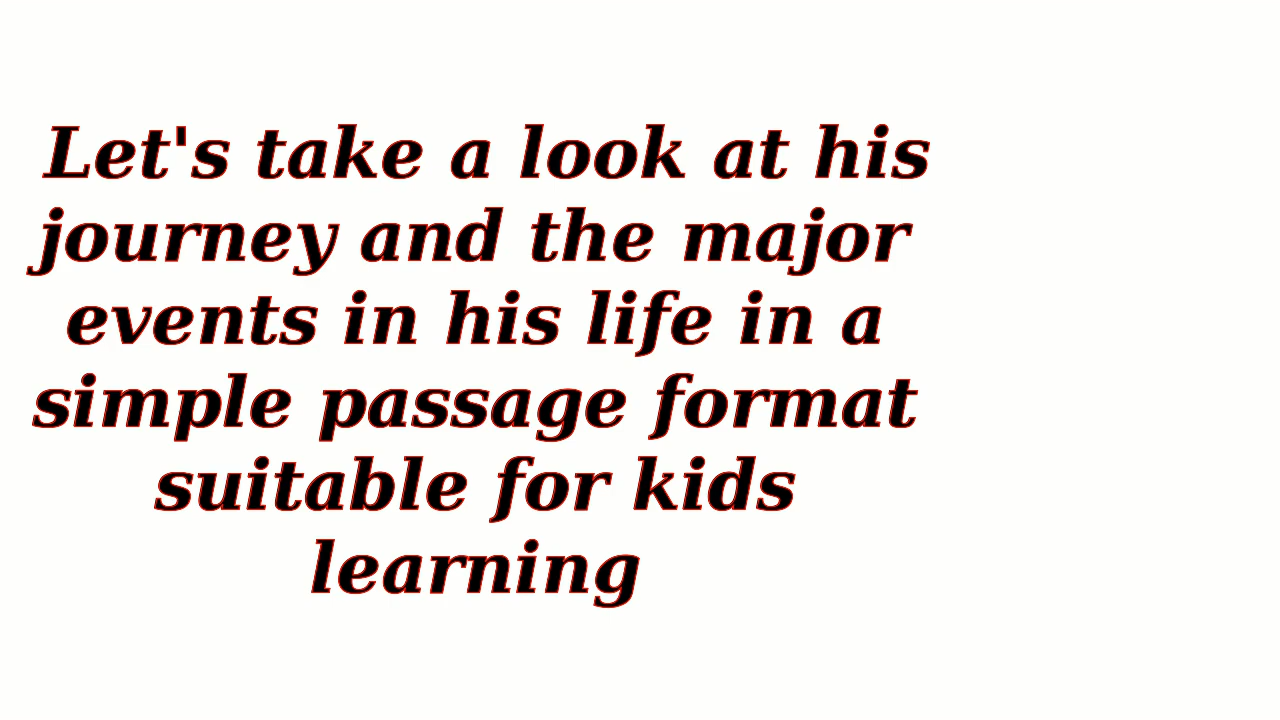 Let's take a look at his
journey and the major
events in his life in a
simple passage format
suitable for kids
learning